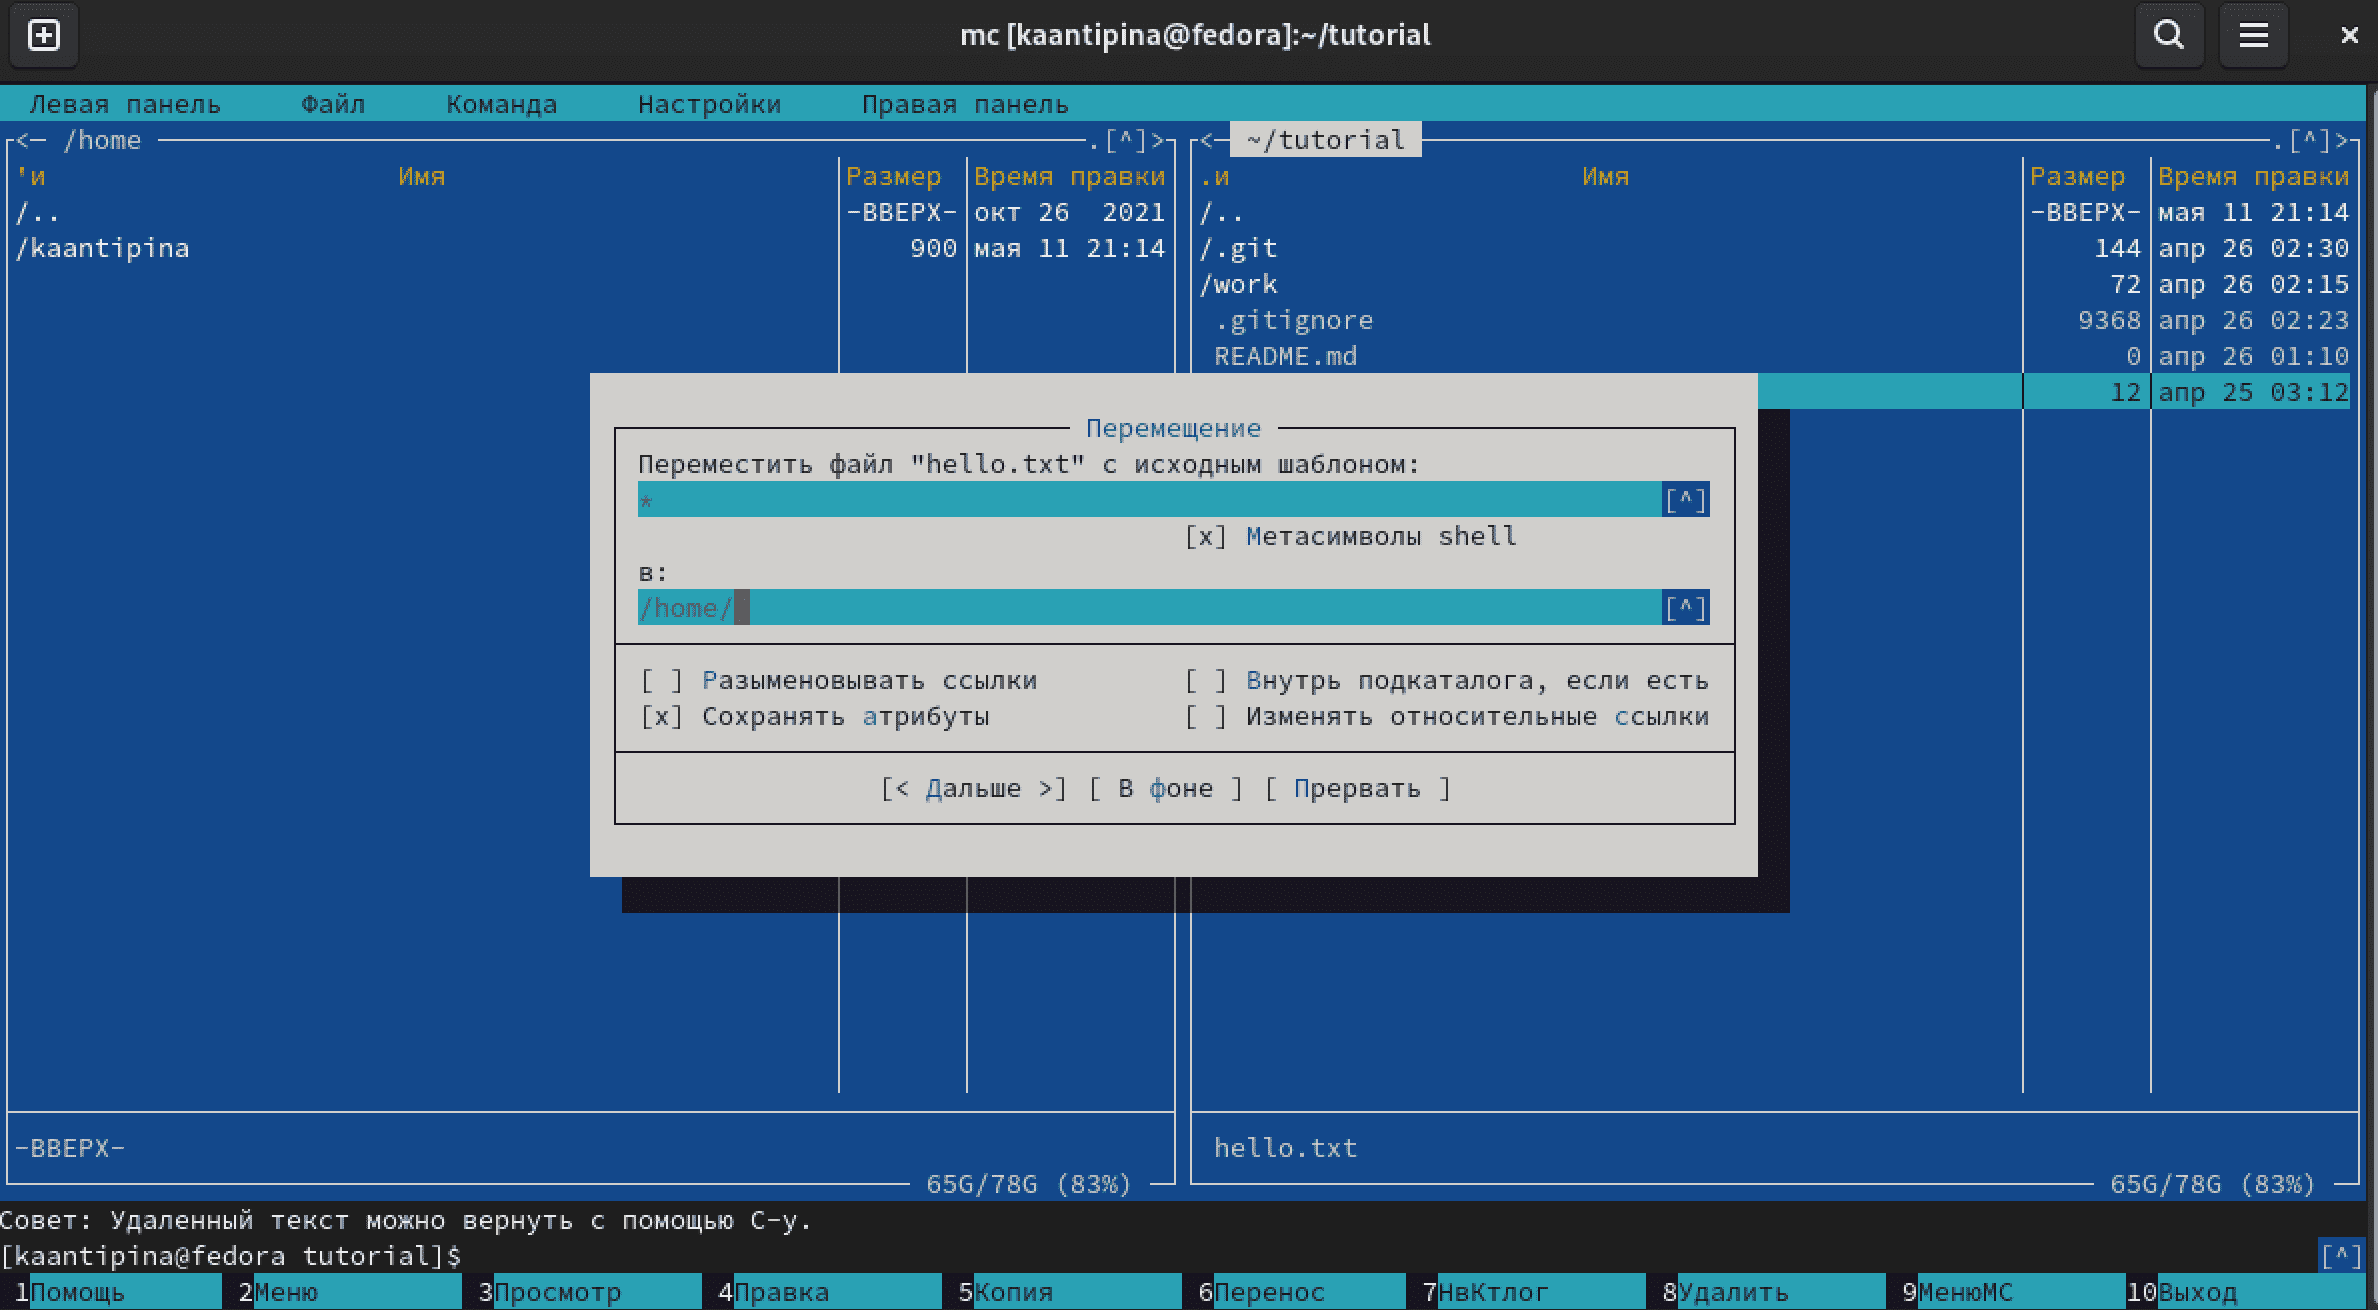 mc [kaantipina@fedora]:~/tutorial
Левая панель Файл Команда Настройки Правая панель
<— /home .[^]> <— ~/tutorial .[^]>
'и Имя Размер Время правки .и Имя Размер Время правки
/.. -ВВЕРХ- окт 26 2021 /.. -ВВЕРХ- мая 11 21:14
/kaantipina 900 мая 11 21:14 /.git 144 апр 26 02:30
/work 72 апр 26 02:15
.gitignore 9368 апр 26 02:23
README.md 0 апр 26 01:10
12 апр 25 03:12
Перемещение
Переместить файл "hello.txt" с исходным шаблоном:
* [^]
[x] Метасимволы shell
в:
/home/ [^]
[ ] Разыменовывать ссылки [ ] Внутрь подкаталога, если есть
[x] Сохранять атрибуты [ ] Изменять относительные ссылки
[< Дальше >] [ В фоне ] [ Прервать ]
-ВВЕРХ- hello.txt
65G/78G (83%) 65G/78G (83%)
Совет: Удаленный текст можно вернуть с помощью C-y.
[kaantipina@fedora tutorial]$ [^]
1Помощь 2Меню 3Просмотр 4Правка 5Копия 6Перенос 7НвКтлог 8Удалить 9МенюMC 10Выход